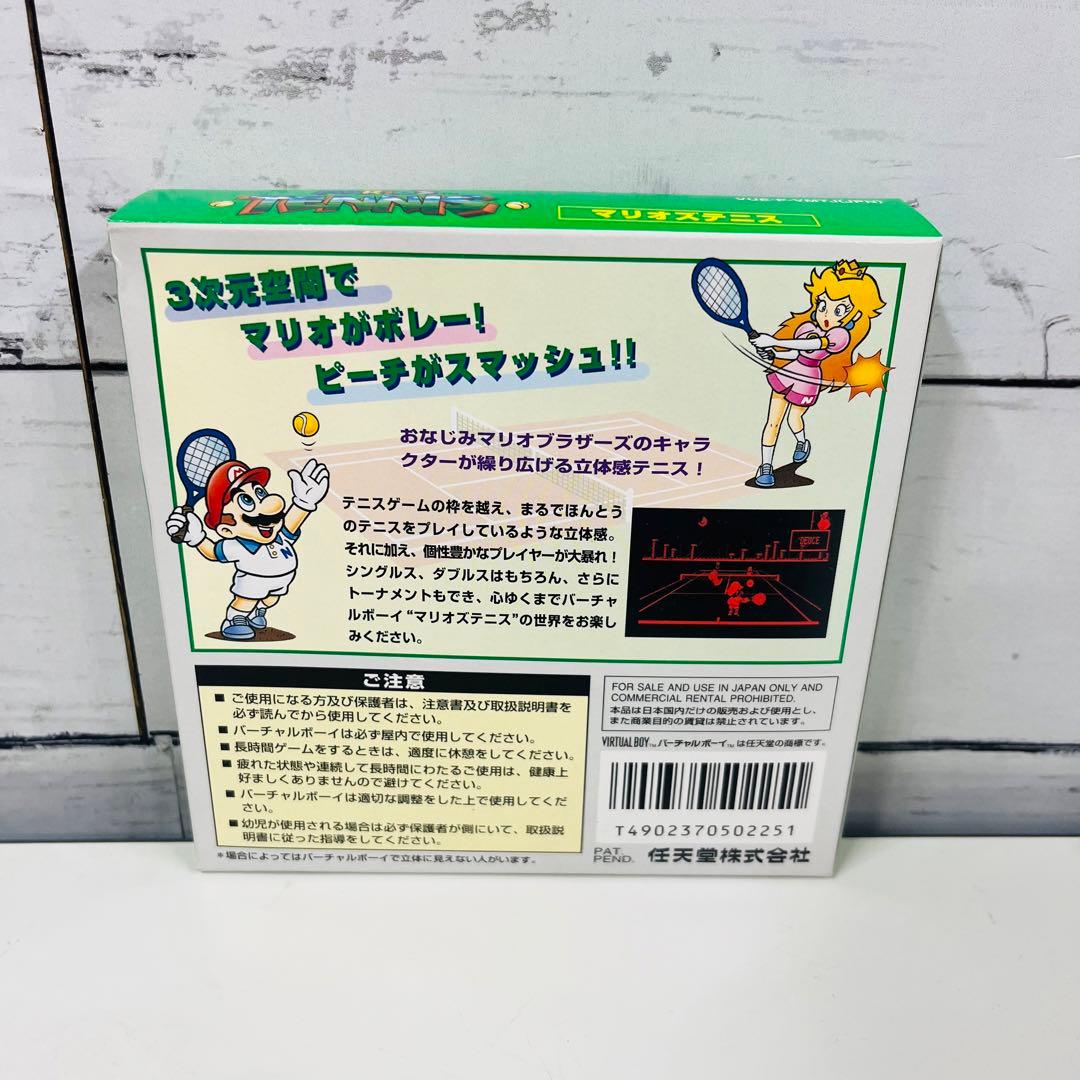 マリオズテニス
VUE-P-VMTJ(JPN)
3次元空間で
マリオがボレー!
ピーチがスマッシュ!!
おなじみマリオブラザーズのキャラ
クターが繰り広げる立体感テニス!
テニスゲームの枠を越え、まるでほんとう
のテニスをプレイしているような立体感。
それに加え、個性豊かなプレイヤーが大暴れ!
シングルス、ダブルスはもちろん、さらに
トーナメントもでき、心ゆくまでバーチャ
ルボーイ“マリオズテニス”の世界をお楽し
みください。
DEUCE
N
M
N
ご注意
■ご使用になる方及び保護者は、注意書及び取扱説明書を
必ず読んでから使用してください。
■バーチャルボーイは必ず屋内で使用してください。
■長時間ゲームをするときは、適度に休憩をしてください。
■疲れた状態や連続して長時間にわたるご使用は、健康上
好ましくありませんので避けてください。
■バーチャルボーイは適切な調整をした上で使用してくだ
さい。
■幼児が使用される場合は必ず保護者が側にいて、取扱説
明書に従った指導をしてください。
*場合によってはバーチャルボーイで立体に見えない人がいます。
FOR SALE AND USE IN JAPAN ONLY AND
COMMERCIAL RENTAL PROHIBITED.
本品は日本国内だけの販売および使用とし、
また商業目的の賃貸は禁止されています。
VIRTUAL BOY™ バーチャルボーイ™ は任天堂の商標です。
T4902370502251
PAT.
PEND.
任天堂株式会社